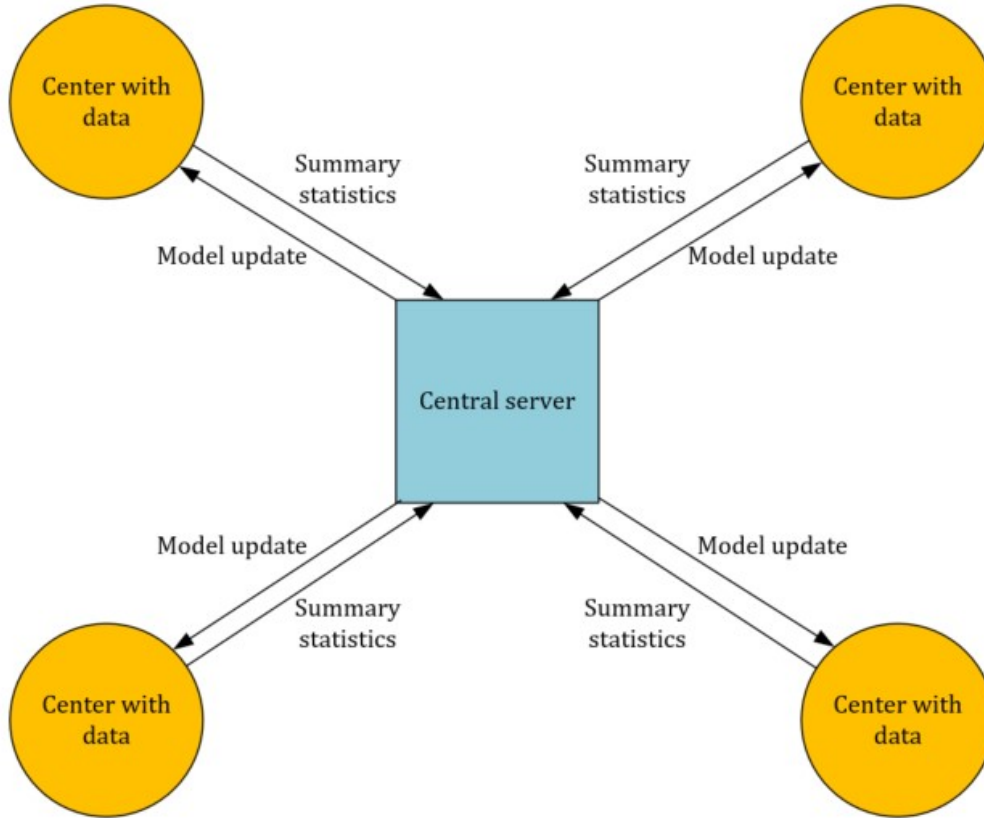 Center with
data
Center with
data
Summary
statistics
Summary
statistics
Model update
Model update
Central server
Model update
Model update
Summary
statistics
Summary
statistics
Center with
data
Center with
data